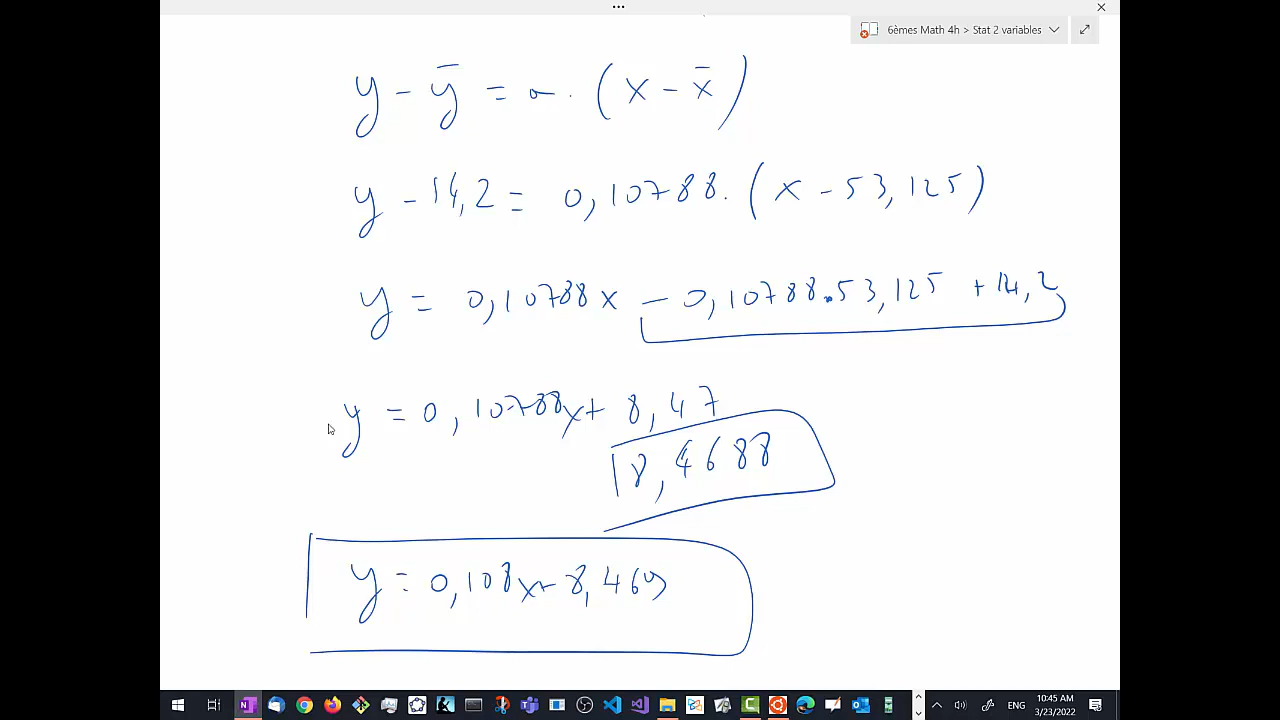 6èmes Math 4h > Stat 2 variables
y - ȳ = a . (x - x̄)
y - 14,2 = 0,10788. (x - 53,125)
y = 0,10788 x - 0,10788.53,125 + 14,2
y = 0,10788x + 8,47
8,4688
y = 0,108x + 8,469
ENG
10:45 AM
3/23/2022